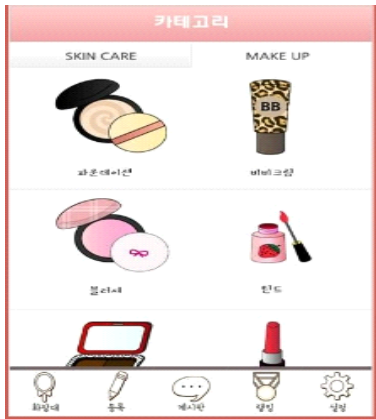 카테고리
SKIN CARE MAKE UP
BB
파운데이션 비비크림
블러셔 틴트
화장대 등록 게시판 랭킹 설정